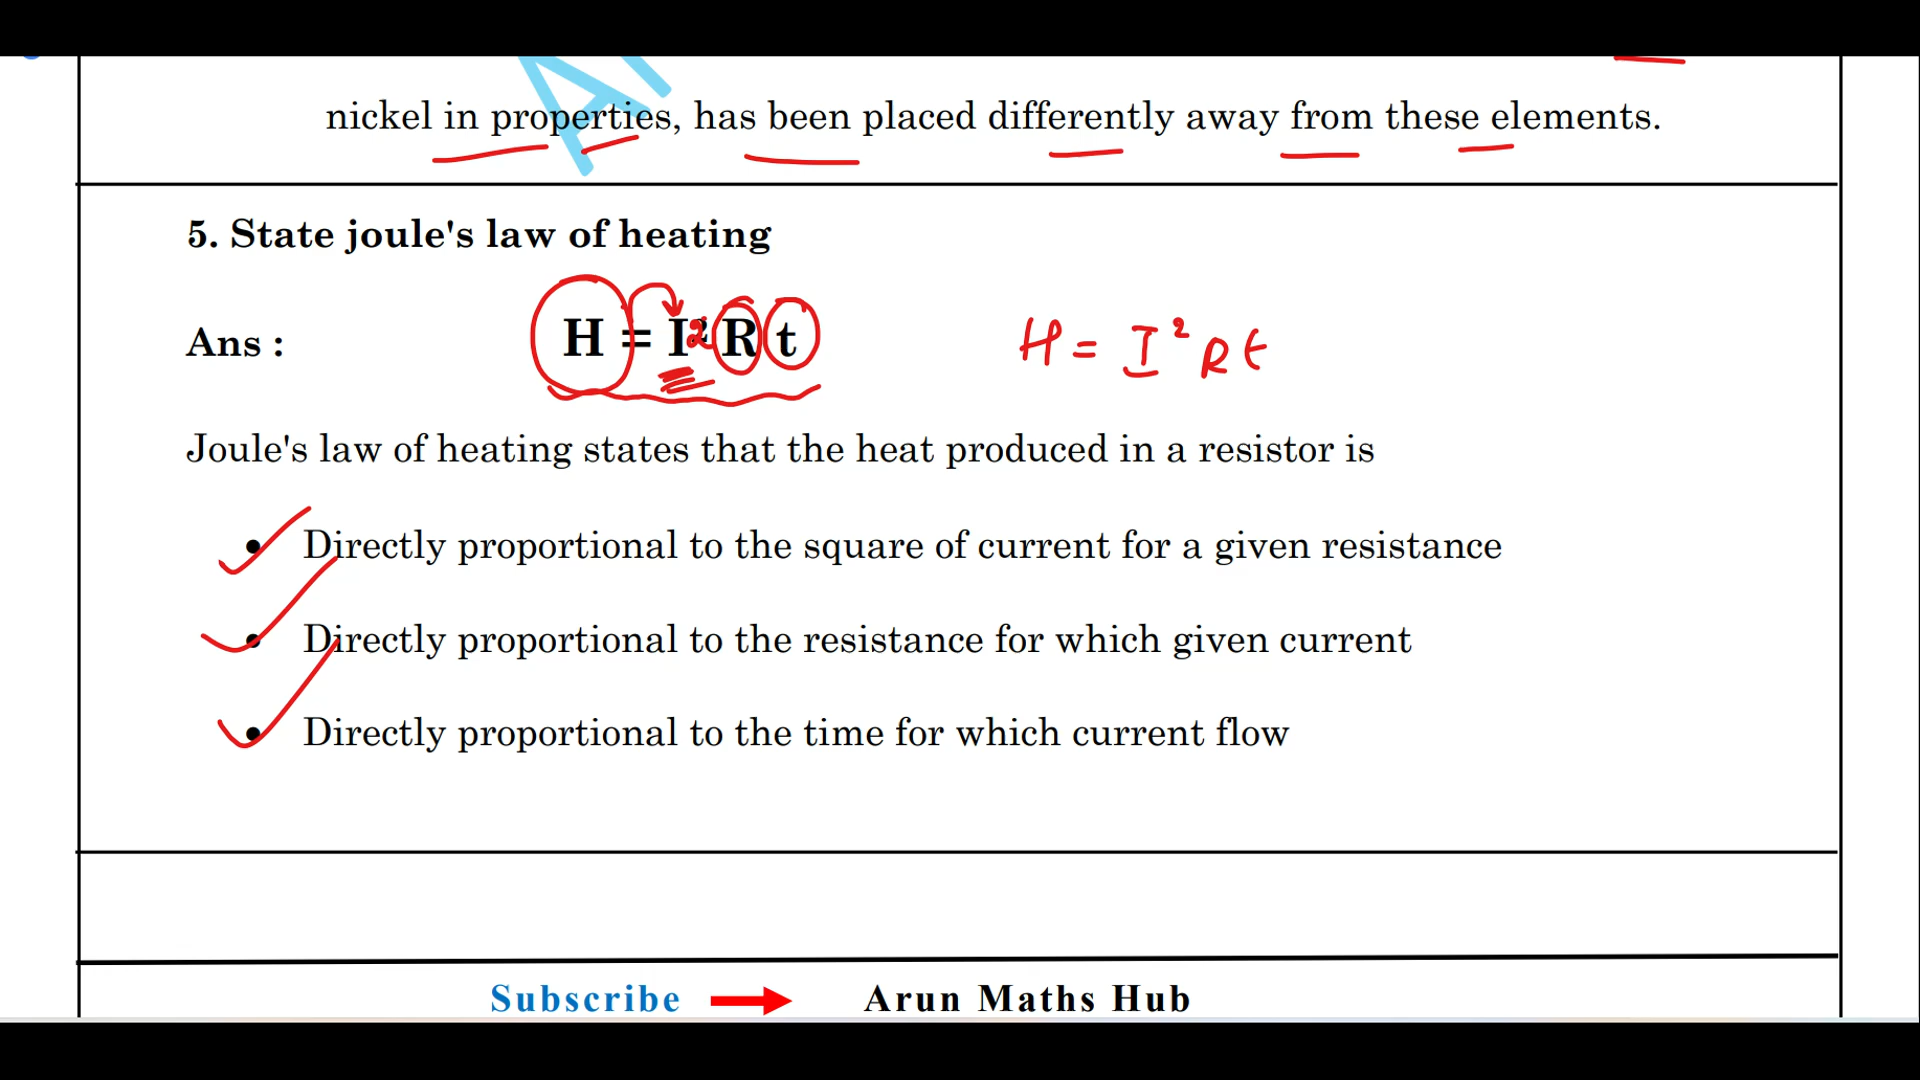 nickel in properties, has been placed differently away from these elements.
5. State joule's law of heating
Ans : H = I² R t H = I² R t
Joule's law of heating states that the heat produced in a resistor is
• Directly proportional to the square of current for a given resistance
• Directly proportional to the resistance for which given current
• Directly proportional to the time for which current flow
Subscribe Arun Maths Hub